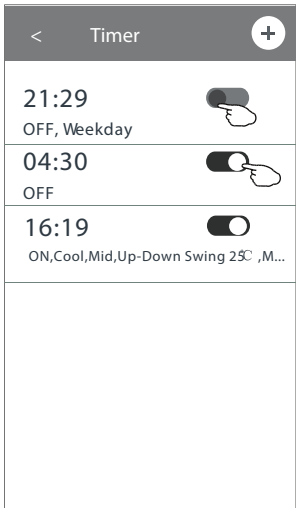 < Timer +
21:29
OFF, Weekday
04:30
OFF
16:19
ON,Cool,Mid,Up-Down Swing 25℃ ,M...